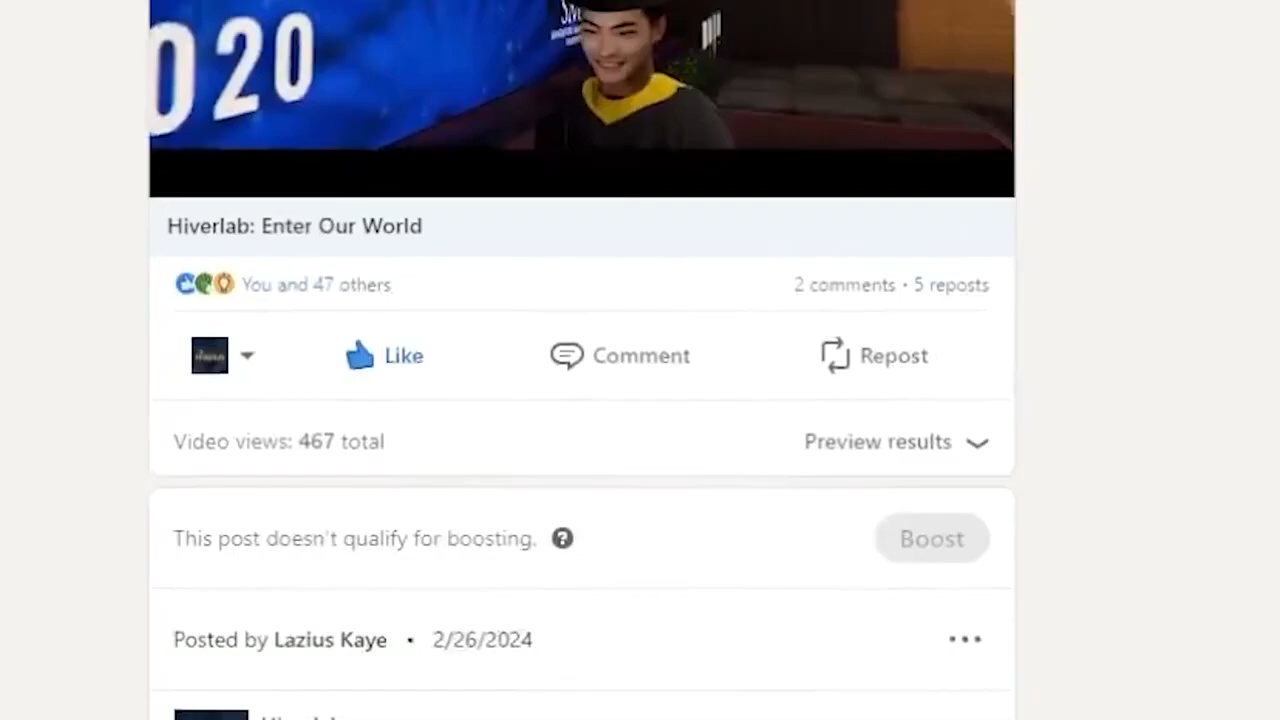 020
Hiverlab: Enter Our World
You and 47 others
2 comments • 5 reposts
Like
Comment
Repost
Video views: 467 total
Preview results
This post doesn't qualify for boosting.
Boost
Posted by Lazius Kaye • 2/26/2024